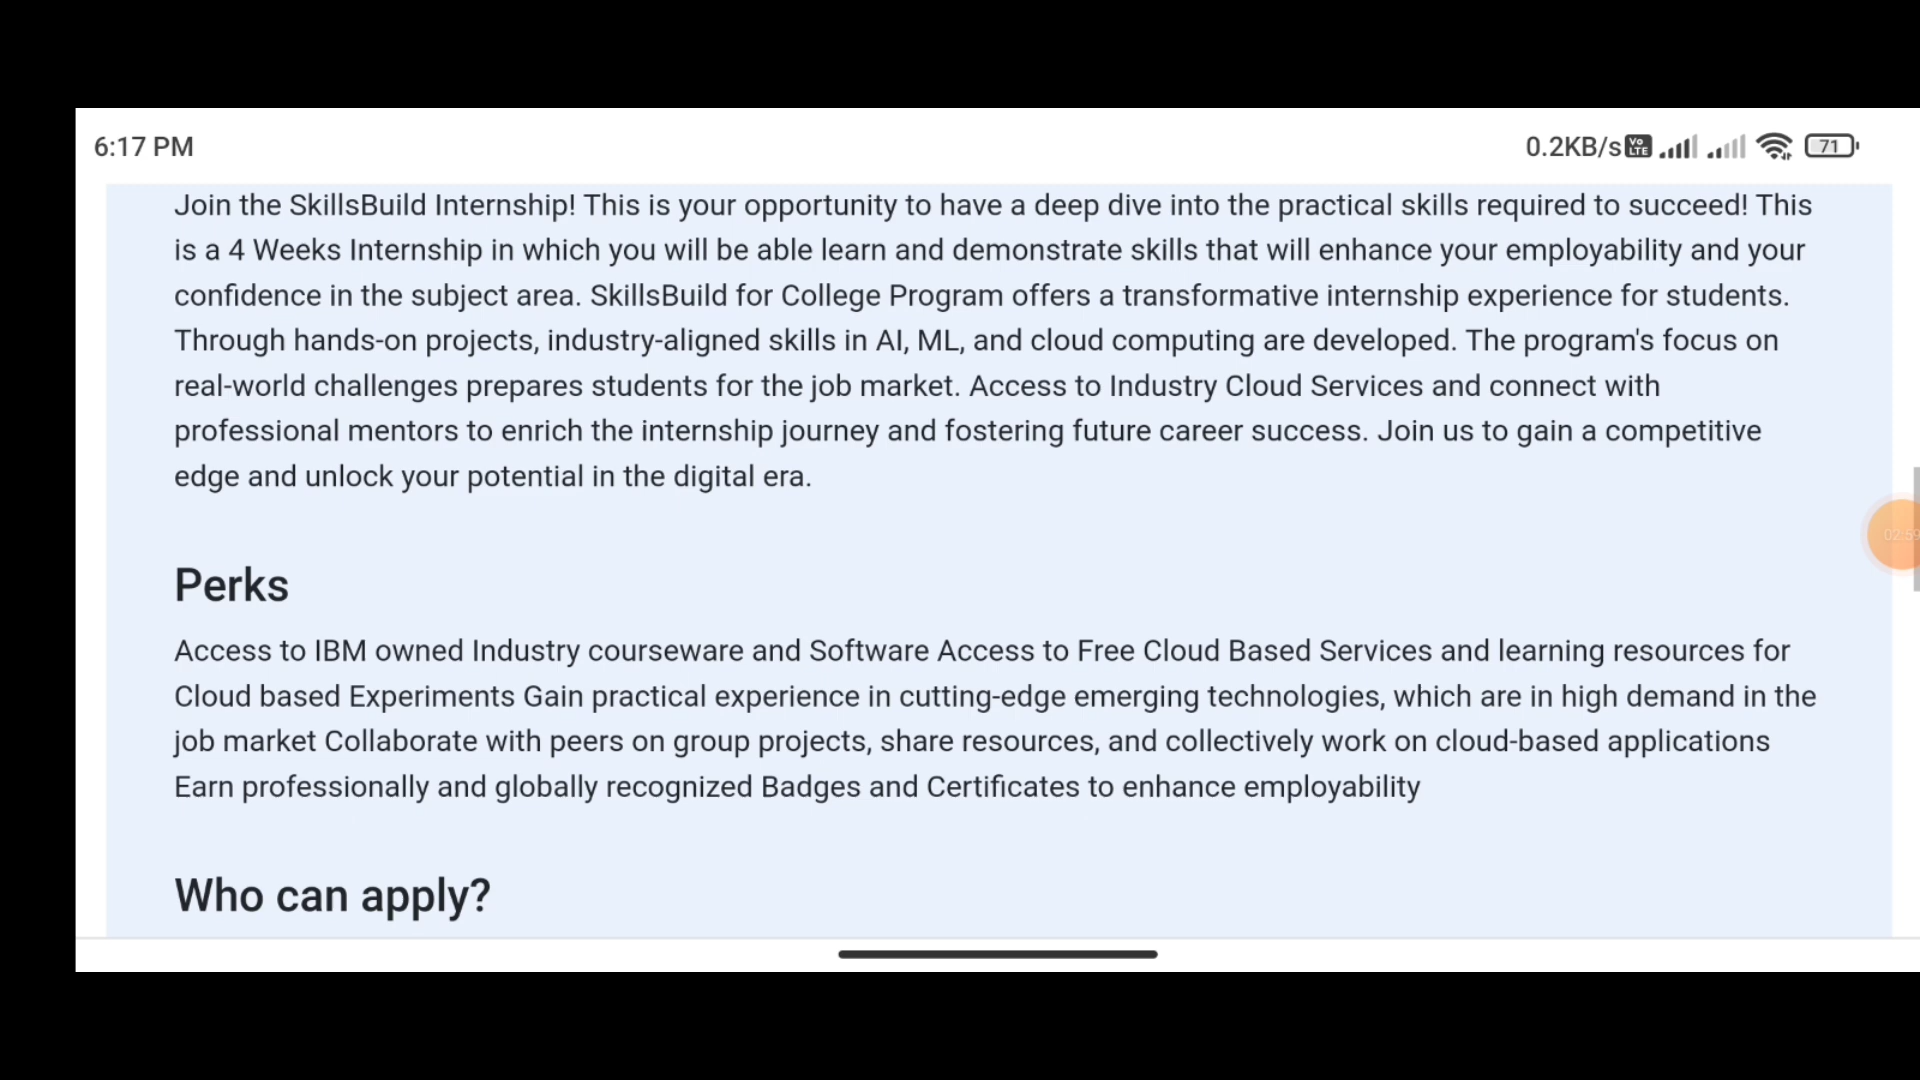 6:17 PM
0.2KB/s Vo LTE 71
Join the SkillsBuild Internship! This is your opportunity to have a deep dive into the practical skills required to succeed! This
is a 4 Weeks Internship in which you will be able learn and demonstrate skills that will enhance your employability and your
confidence in the subject area. SkillsBuild for College Program offers a transformative internship experience for students.
Through hands-on projects, industry-aligned skills in AI, ML, and cloud computing are developed. The program's focus on
real-world challenges prepares students for the job market. Access to Industry Cloud Services and connect with
professional mentors to enrich the internship journey and fostering future career success. Join us to gain a competitive
edge and unlock your potential in the digital era.
02:59
Perks
Access to IBM owned Industry courseware and Software Access to Free Cloud Based Services and learning resources for
Cloud based Experiments Gain practical experience in cutting-edge emerging technologies, which are in high demand in the
job market Collaborate with peers on group projects, share resources, and collectively work on cloud-based applications
Earn professionally and globally recognized Badges and Certificates to enhance employability
Who can apply?